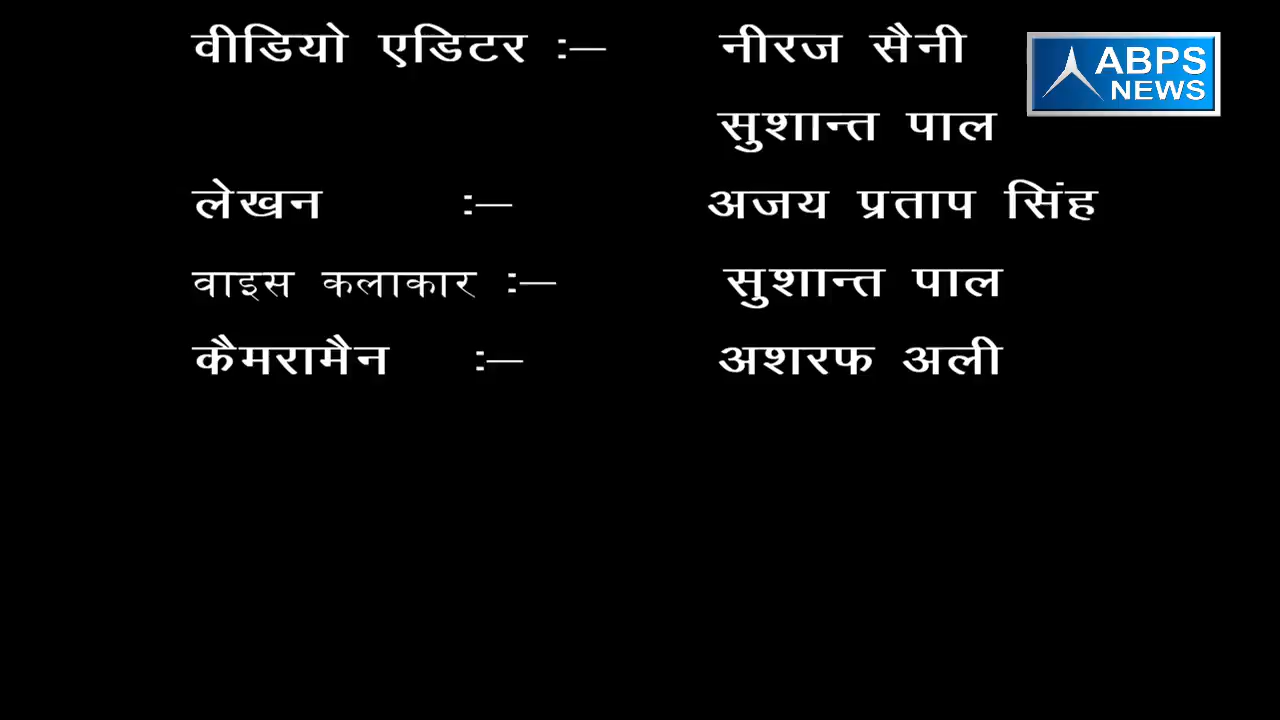 वीडियो एडिटर :— नीरज सैनी
ABPS
NEWS
सुशान्त पाल
लेखन :— अजय प्रताप सिंह
वाइस कलाकार :— सुशान्त पाल
कैमरामैन :— अशरफ अली